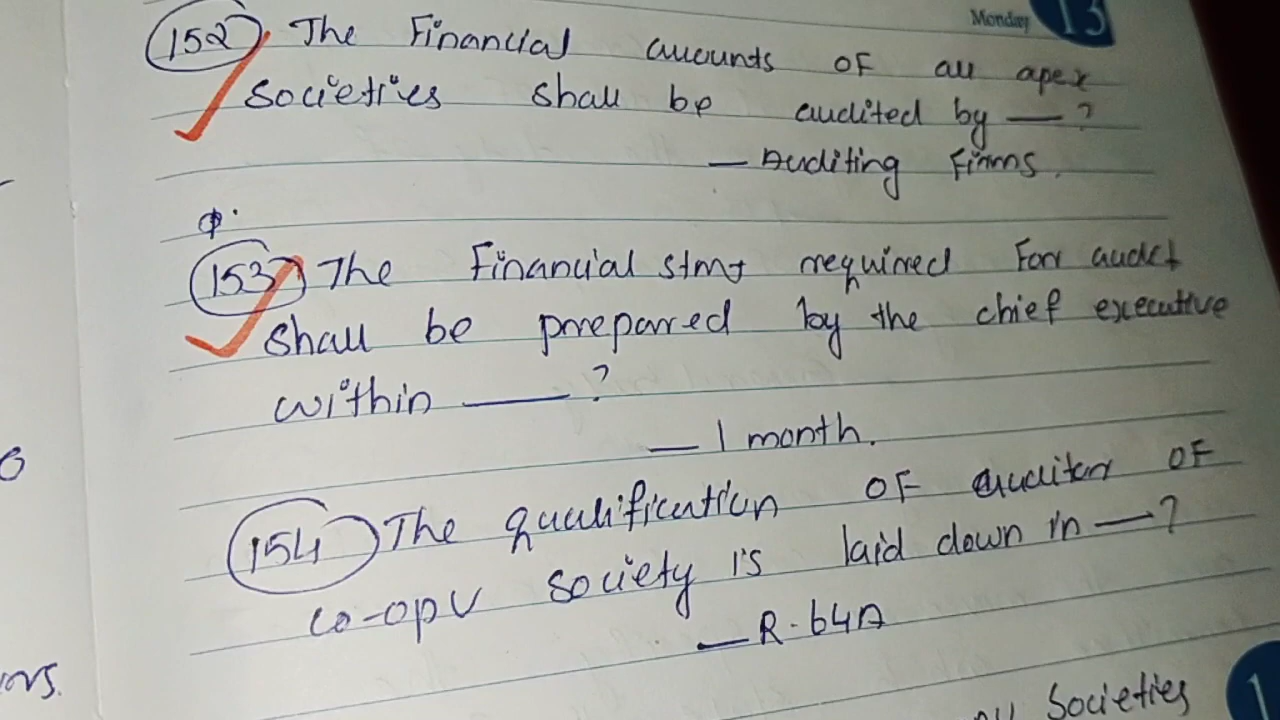 Monday 13
152 The Financial accounts OF all apex
Societies shall be audited by — ?
— Auditing Firms.
Q.
153 The Financial stmt required For audit
shall be prepared by the chief executive
within — ?
— 1 month.
154 The qualification OF auditor OF
co-opv society is laid down in — ?
— R-64A
Societies